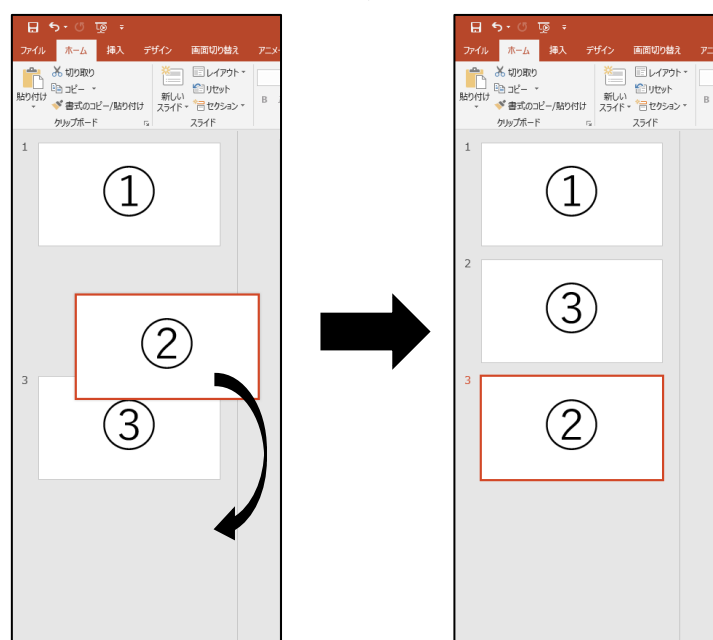 ファイル ホーム 挿入 デザイン 画面切り替え アニメ
貼り付け
切り取り
コピー
書式のコピー/貼り付け
クリップボード
新しい
スライド
レイアウト
リセット
セクション
スライド
B
1
①
②
3
③
ファイル ホーム 挿入 デザイン 画面切り替え アニ
貼り付け
切り取り
コピー
書式のコピー/貼り付け
クリップボード
新しい
スライド
レイアウト
リセット
セクション
スライド
B
1
①
2
③
3
②